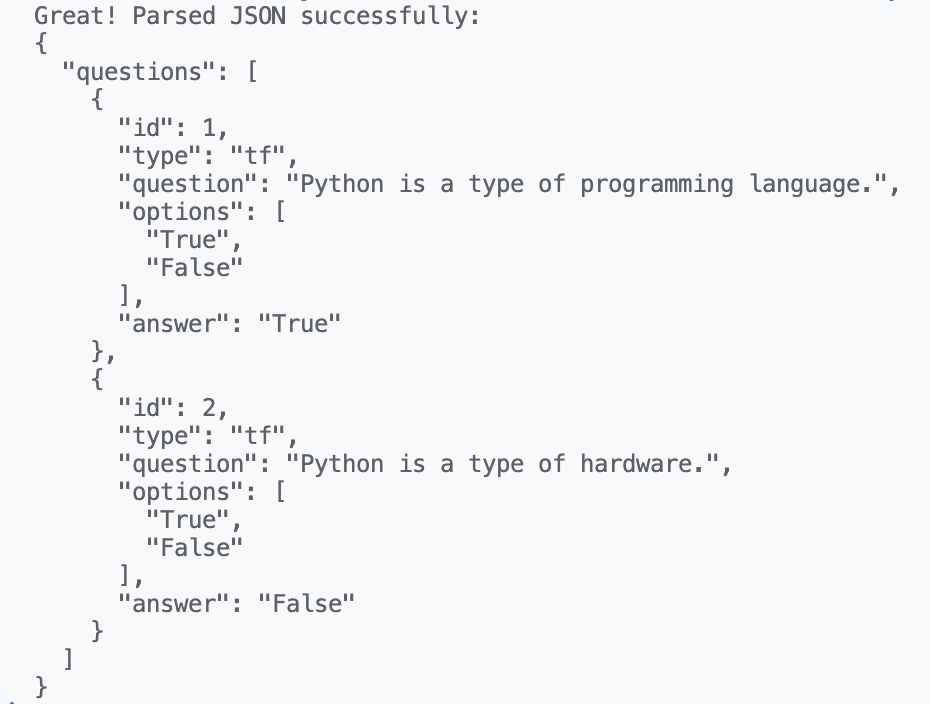 Great! Parsed JSON successfully:
{
  "questions": [
    {
      "id": 1,
      "type": "tf",
      "question": "Python is a type of programming language.",
      "options": [
        "True",
        "False"
      ],
      "answer": "True"
    },
    {
      "id": 2,
      "type": "tf",
      "question": "Python is a type of hardware.",
      "options": [
        "True",
        "False"
      ],
      "answer": "False"
    }
  ]
}